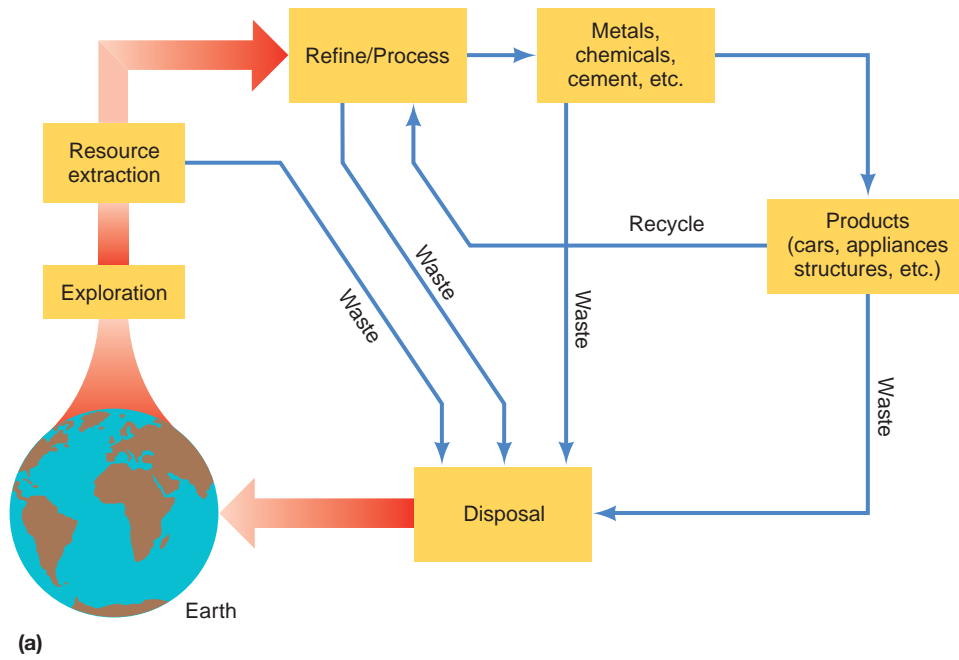 Refine/Process
Metals,
chemicals,
cement, etc.
Resource
extraction
Products
(cars, appliances
structures, etc.)
Recycle
Exploration
Waste
Waste
Waste
Waste
Disposal
Earth
(a)